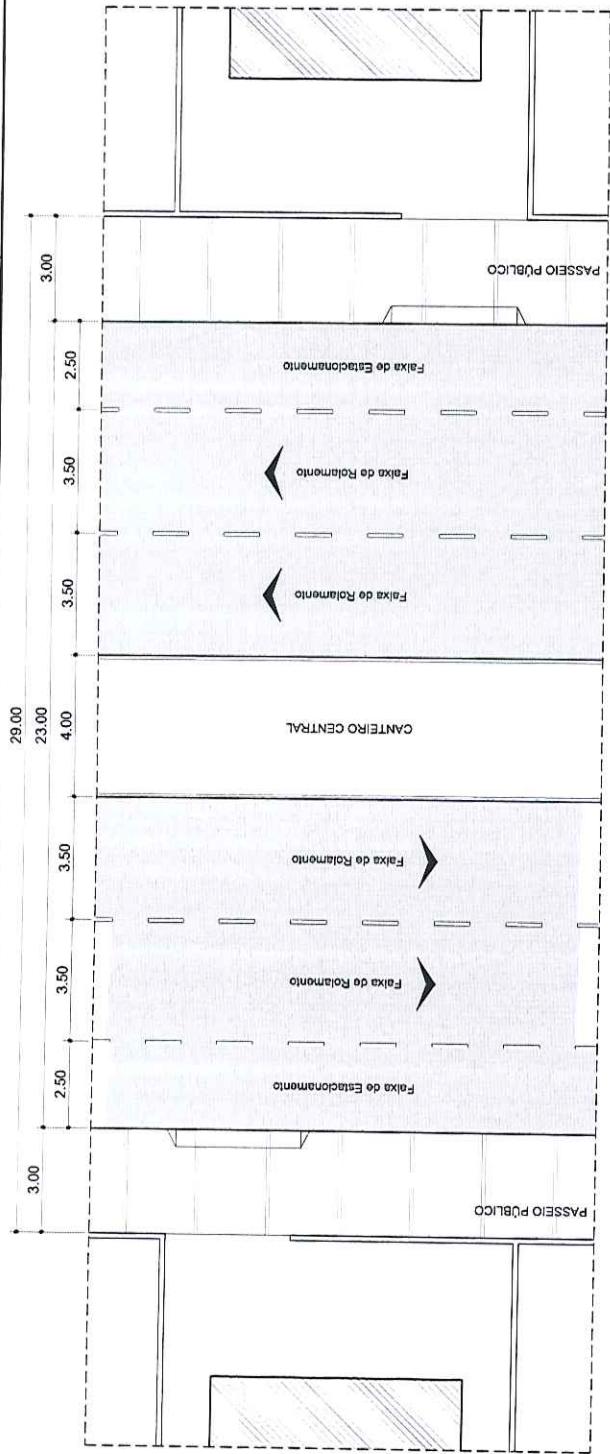 29.00
23.00
3.00
2.50
3.50
3.50
4.00
3.50
3.50
2.50
3.00
PASSEIO PÚBLICO
Faixa de Estacionamento
Faixa de Rolamento
Faixa de Rolamento
CANTEIRO CENTRAL
Faixa de Rolamento
Faixa de Rolamento
Faixa de Estacionamento
PASSEIO PÚBLICO